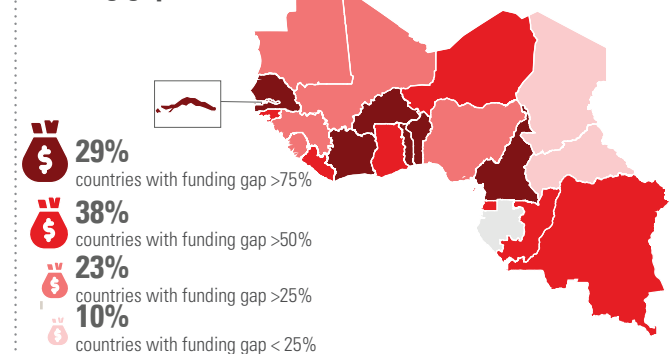 29%
countries with funding gap >75%
38%
countries with funding gap >50%
23%
countries with funding gap >25%
10%
countries with funding gap < 25%